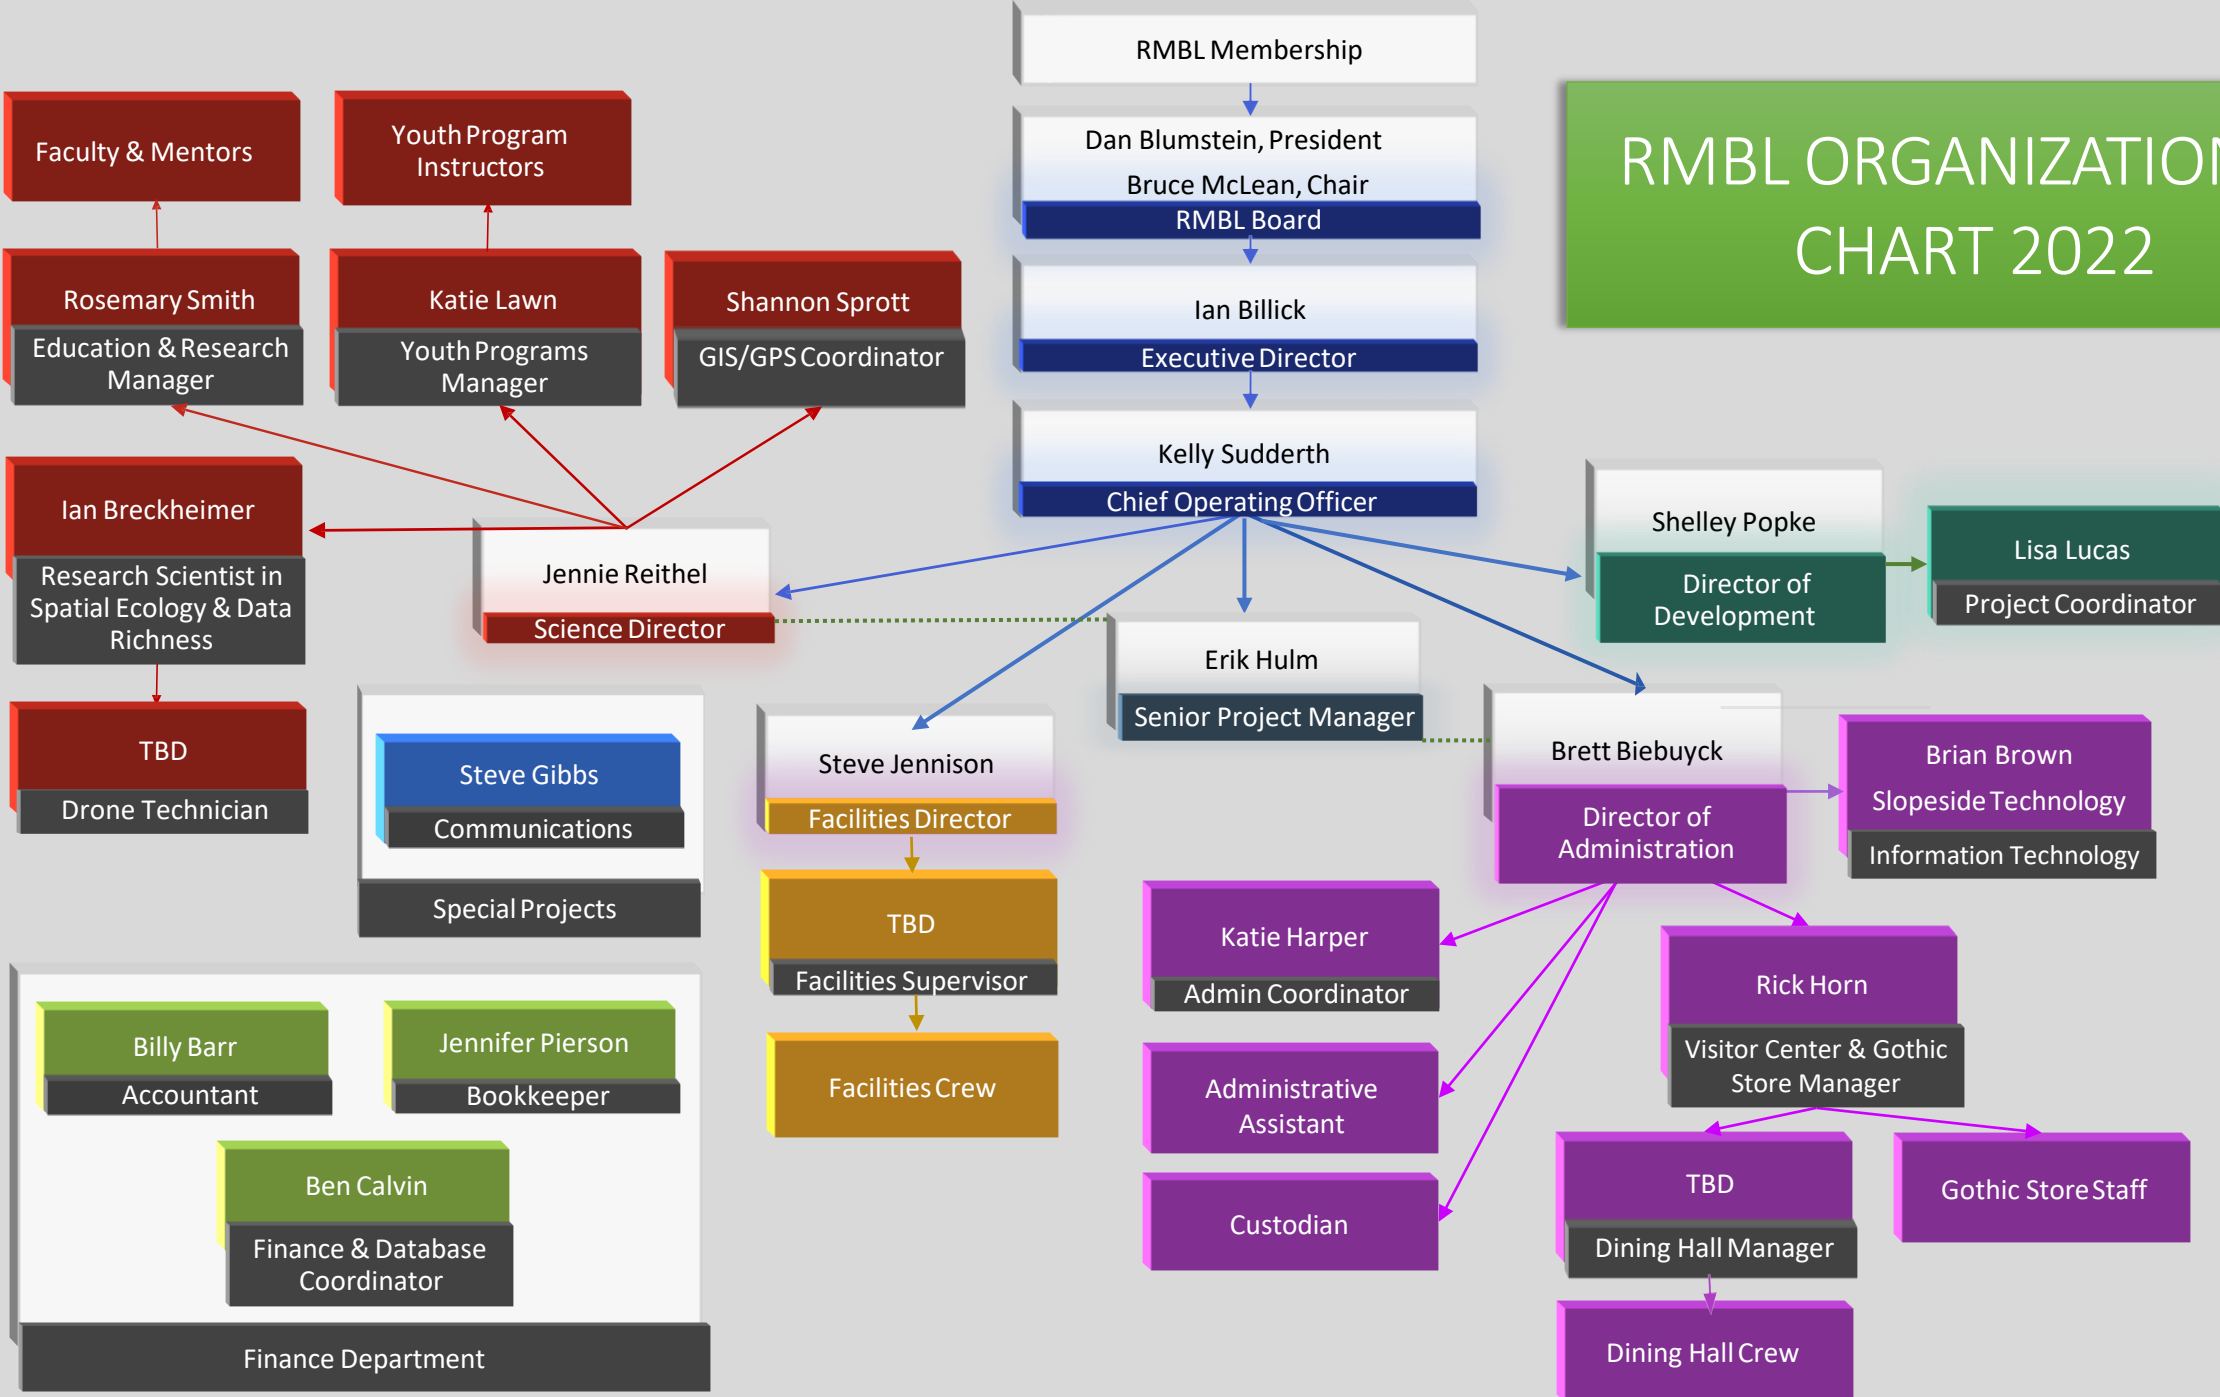 RMBL Membership
Dan Blumstein, President
Bruce McLean, Chair
RMBL Board
Ian Billick
Executive Director
Kelly Sudderth
Chief Operating Officer
RMBL ORGANIZATION
CHART 2022
Faculty & Mentors
Youth Program
Instructors
Rosemary Smith
Education & Research
Manager
Katie Lawn
Youth Programs
Manager
Shannon Sprott
GIS/GPS Coordinator
Ian Breckheimer
Research Scientist in
Spatial Ecology & Data
Richness
TBD
Drone Technician
Jennie Reithel
Science Director
Steve Gibbs
Communications
Special Projects
Billy Barr
Accountant
Jennifer Pierson
Bookkeeper
Ben Calvin
Finance & Database
Coordinator
Finance Department
Steve Jennison
Facilities Director
TBD
Facilities Supervisor
Facilities Crew
Erik Hulm
Senior Project Manager
Shelley Popke
Director of
Development
Lisa Lucas
Project Coordinator
Brett Biebuyck
Director of
Administration
Brian Brown
Slopeside Technology
Information Technology
Katie Harper
Admin Coordinator
Administrative
Assistant
Custodian
Rick Horn
Visitor Center & Gothic
Store Manager
TBD
Dining Hall Manager
Dining Hall Crew
Gothic Store Staff